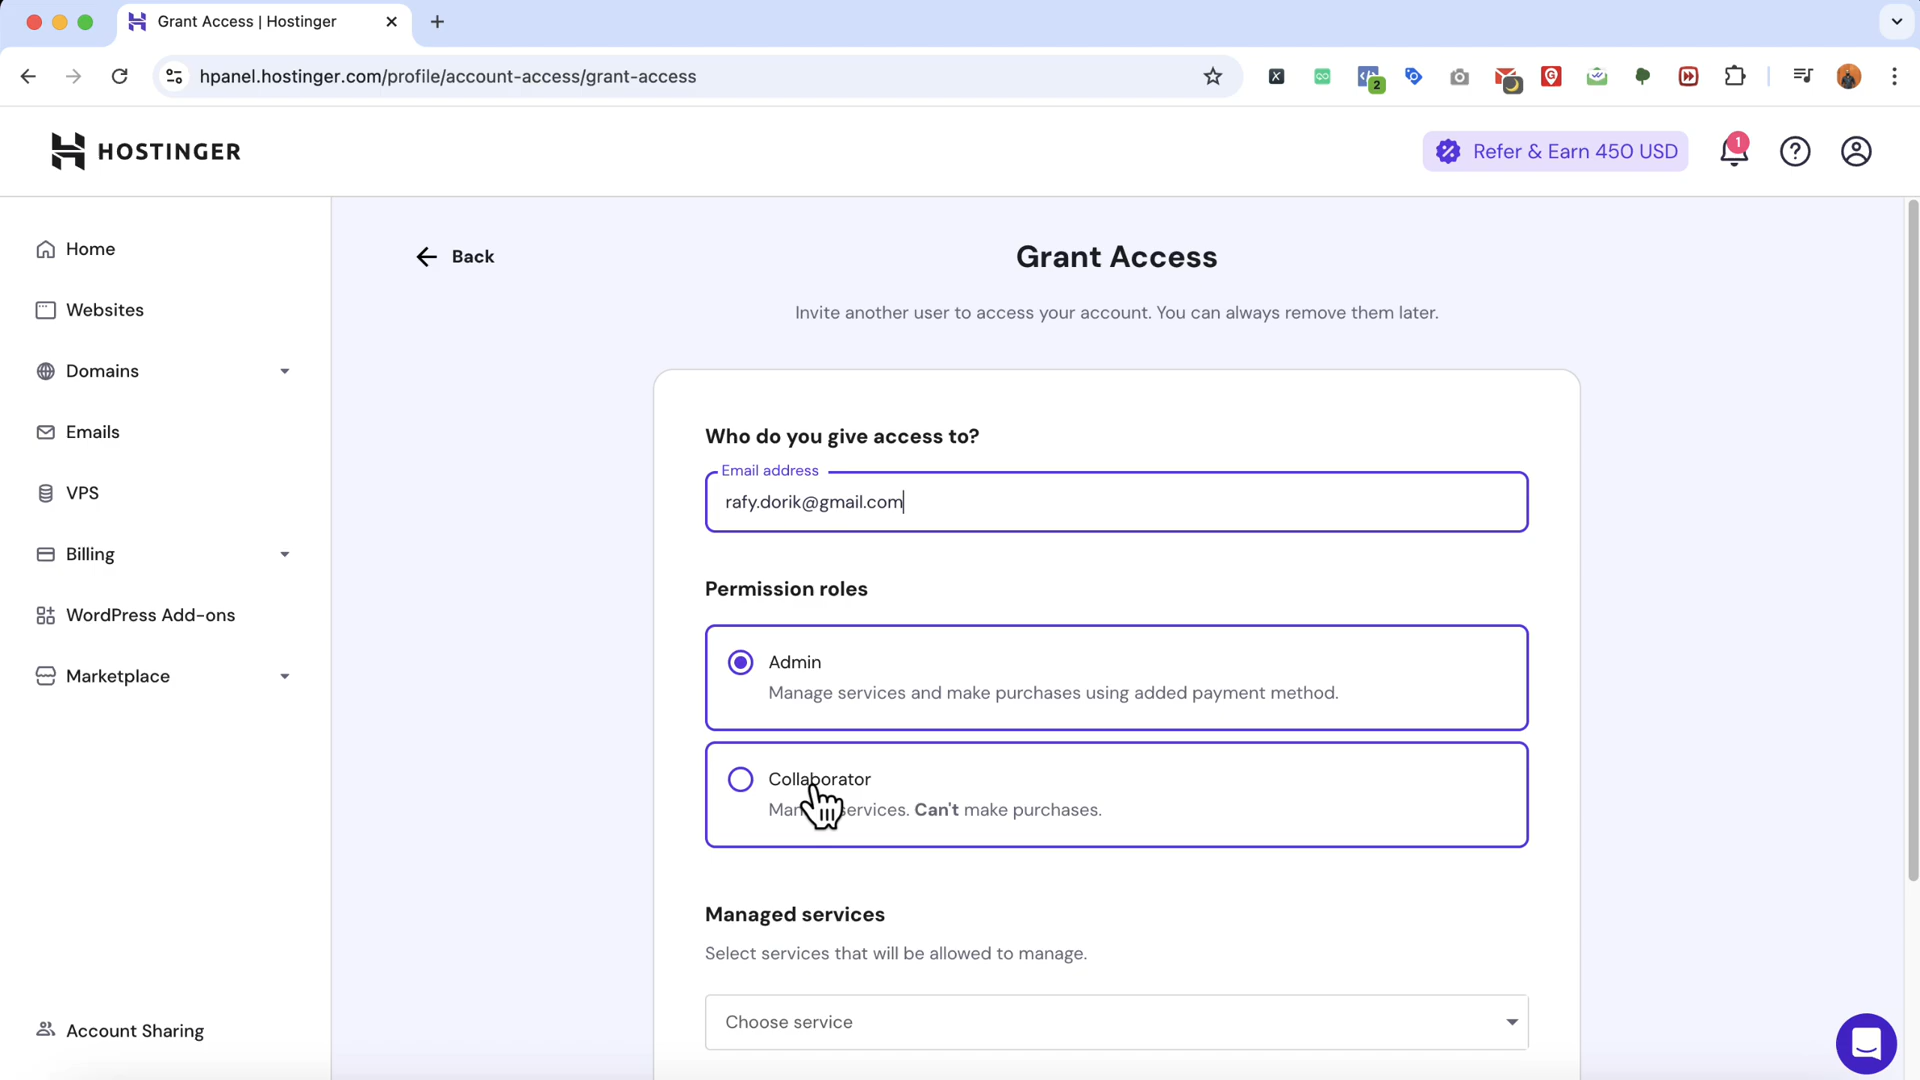 Grant Access | Hostinger
hpanel.hostinger.com/profile/account-access/grant-access
2
HOSTINGER
Refer & Earn 450 USD
1
Home
Websites
Domains
Emails
VPS
Billing
WordPress Add-ons
Marketplace
Account Sharing
Back
Grant Access
Invite another user to access your account. You can always remove them later.
Who do you give access to?
Email address
rafy.dorik@gmail.com
Permission roles
Admin
Manage services and make purchases using added payment method.
Collaborator
services. Can't make purchases.
Managed services
Select services that will be allowed to manage.
Choose service